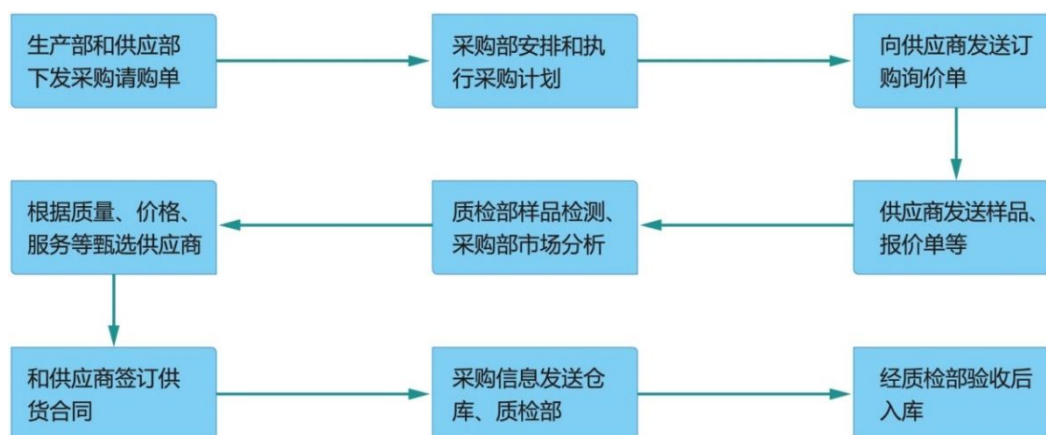 生产部和供应部
下发采购请购单
采购部安排和执
行采购计划
向供应商发送订
购询价单
供应商发送样品、
报价单等
质检部样品检测、
采购部市场分析
根据质量、价格、
服务等甄选供应商
和供应商签订供
货合同
采购信息发送仓
库、质检部
经质检部验收后
入库